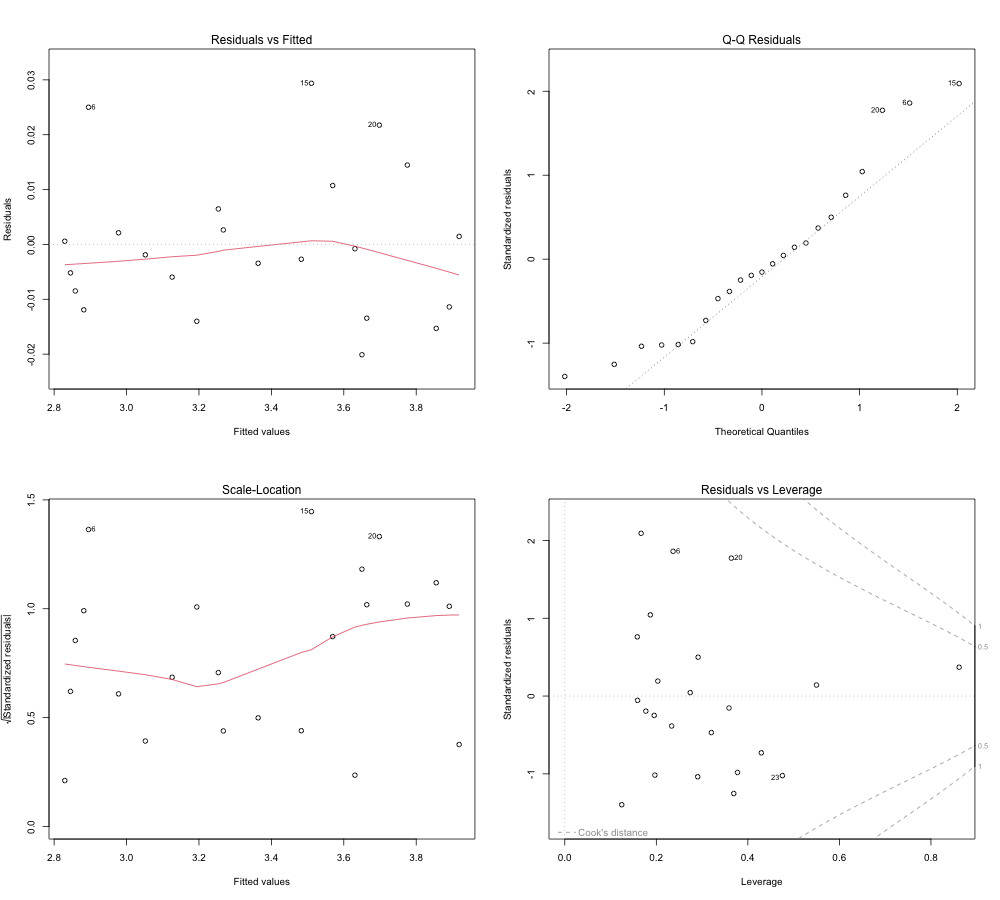 Residuals vs Fitted
Residuals
0.03
0.02
0.01
0.00
-0.01
-0.02
15
6
20
2.8 3.0 3.2 3.4 3.6 3.8
Fitted values
Q-Q Residuals
Standardized residuals
2
1
0
-1
15
6
20
-2 -1 0 1 2
Theoretical Quantiles
Scale-Location
√|Standardized residuals|
1.5
1.0
0.5
0.0
15
6
20
2.8 3.0 3.2 3.4 3.6 3.8
Fitted values
Residuals vs Leverage
Standardized residuals
2
1
0
-1
6
20
1
0.5
0.5
23
1
Cook's distance
0.0 0.2 0.4 0.6 0.8
Leverage